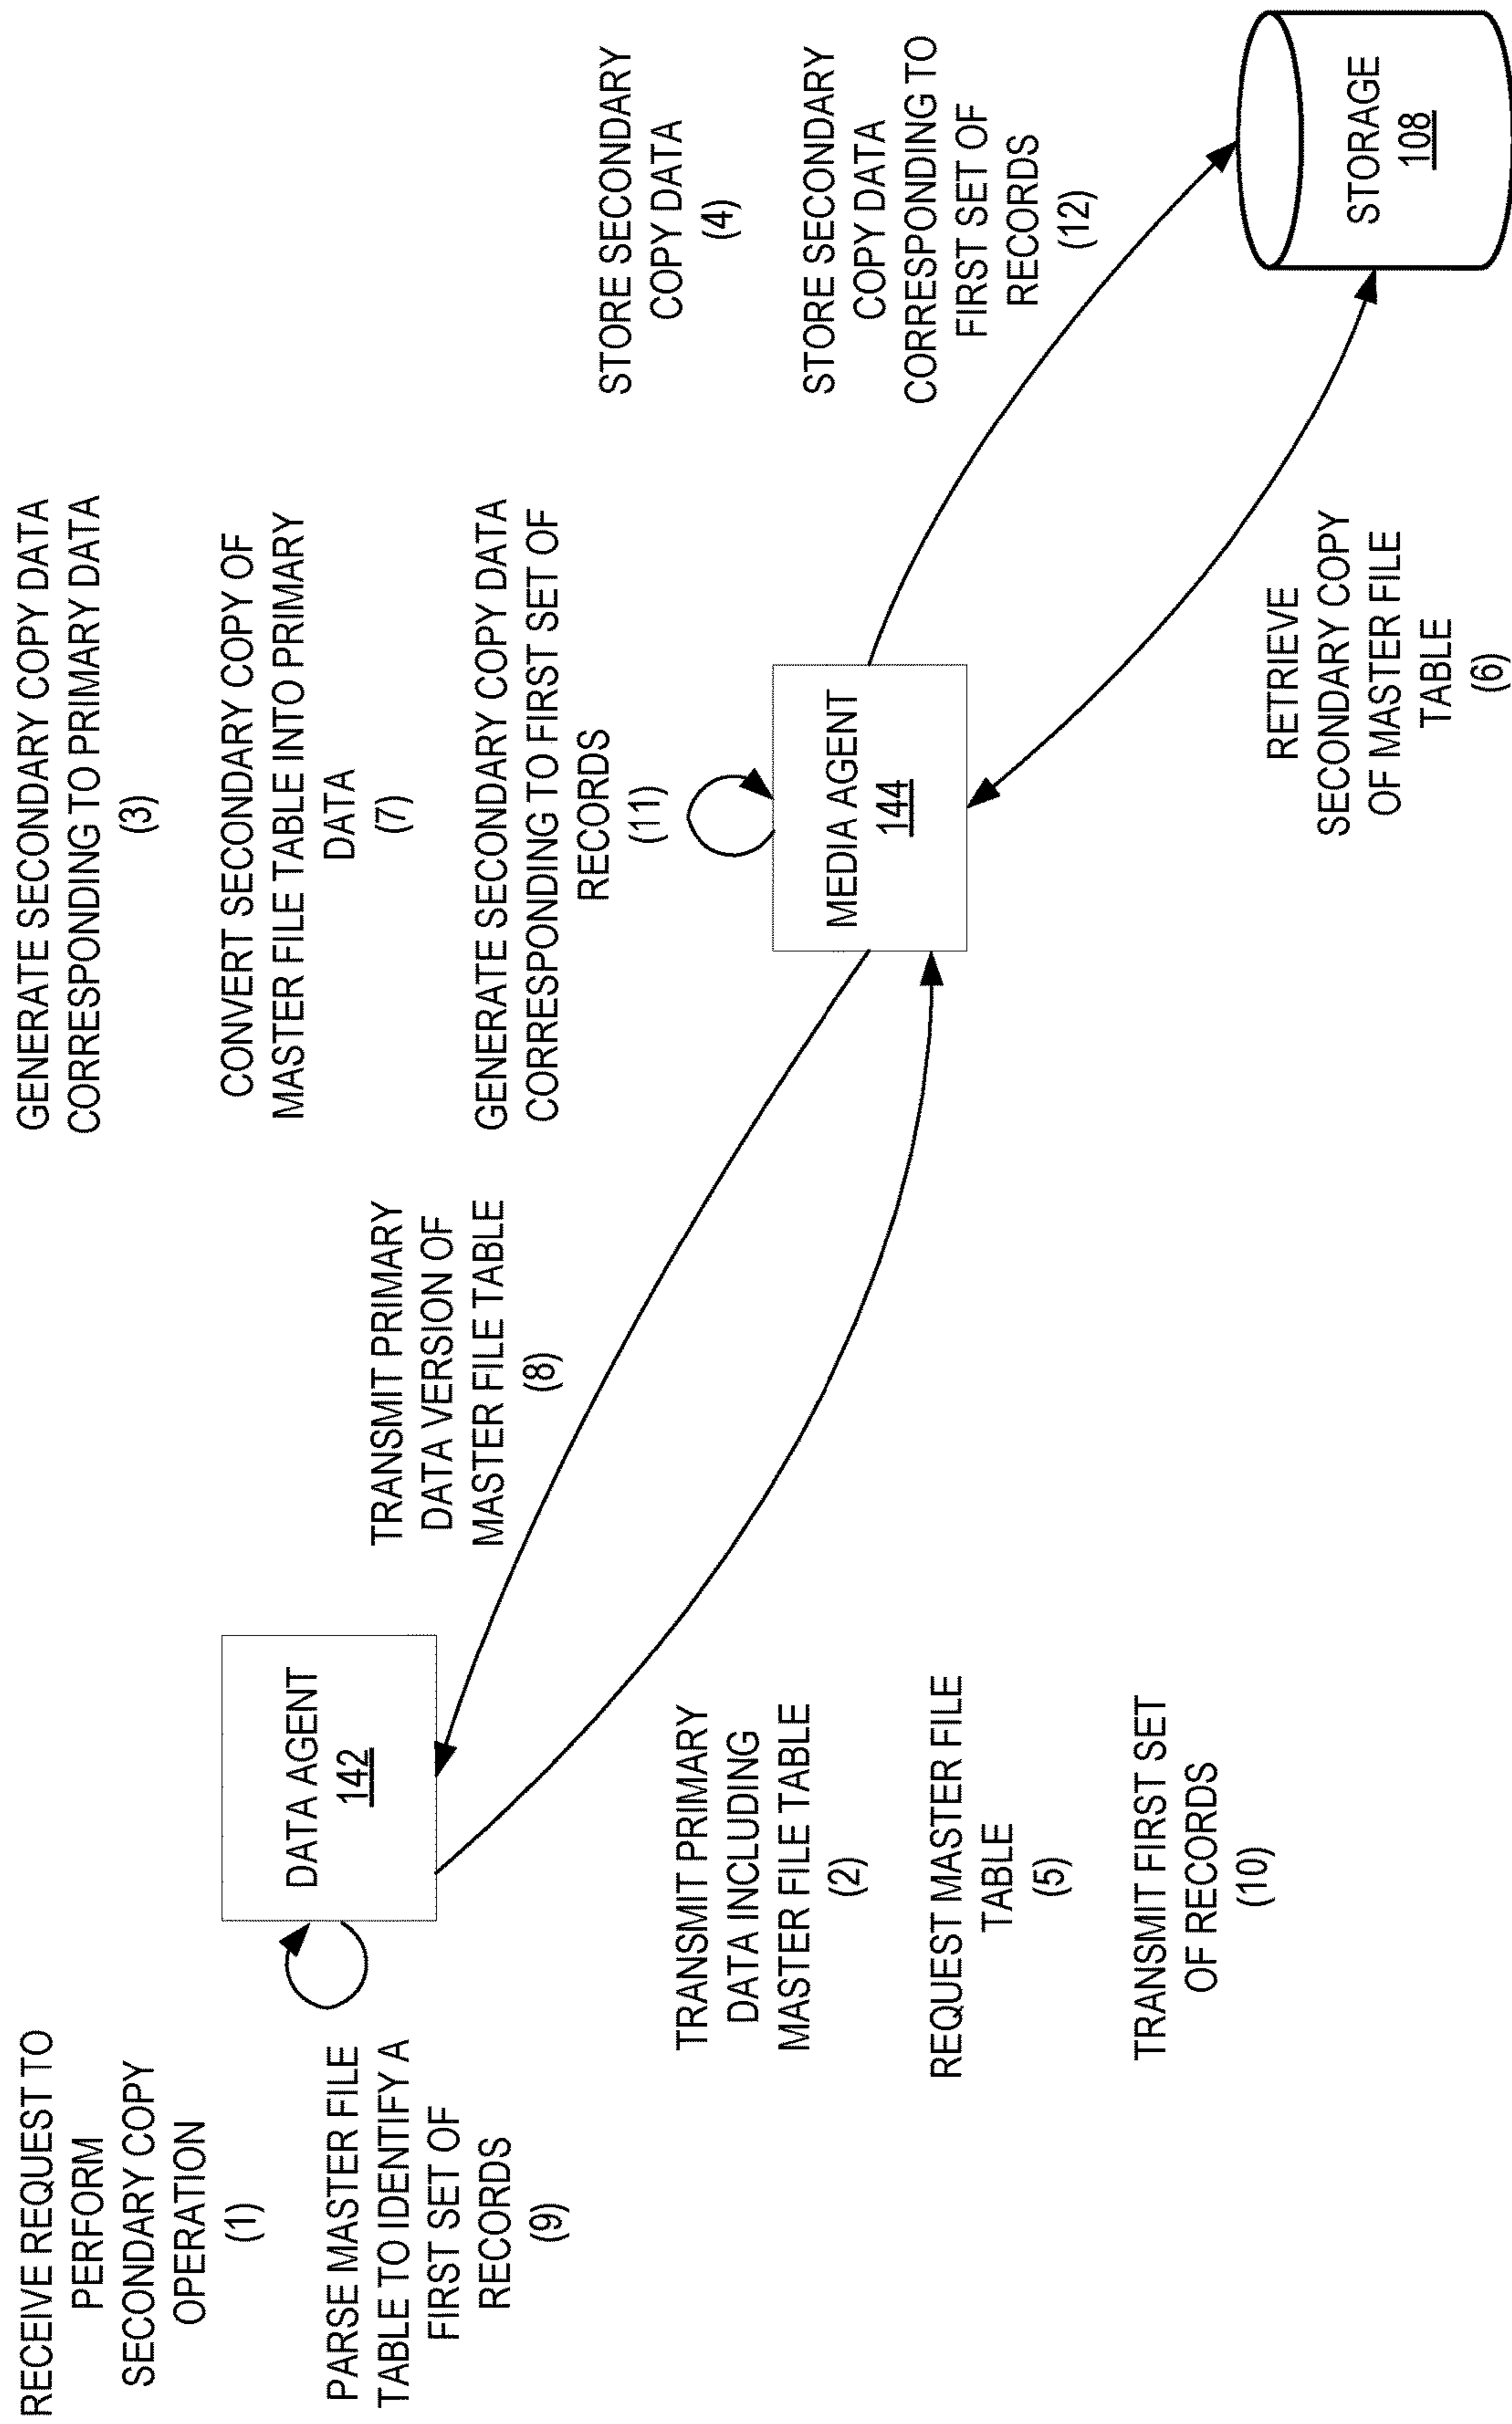 RECEIVE REQUEST TO
PERFORM
SECONDARY COPY
OPERATION
(1)
PARSE MASTER FILE
TABLE TO IDENTIFY A
FIRST SET OF
RECORDS
(9)
DATA AGENT
142
TRANSMIT PRIMARY
DATA INCLUDING
MASTER FILE TABLE
(2)
REQUEST MASTER FILE
TABLE
(5)
TRANSMIT FIRST SET
OF RECORDS
(10)
TRANSMIT PRIMARY
DATA VERSION OF
MASTER FILE TABLE
(8)
GENERATE SECONDARY COPY DATA
CORRESPONDING TO PRIMARY DATA
(3)
CONVERT SECONDARY COPY OF
MASTER FILE TABLE INTO PRIMARY
DATA
(7)
GENERATE SECONDARY COPY DATA
CORRESPONDING TO FIRST SET OF
RECORDS
(11)
MEDIA AGENT
144
STORE SECONDARY
COPY DATA
(4)
STORE SECONDARY
COPY DATA
CORRESPONDING TO
FIRST SET OF
RECORDS
(12)
RETRIEVE
SECONDARY COPY
OF MASTER FILE
TABLE
(6)
STORAGE
108